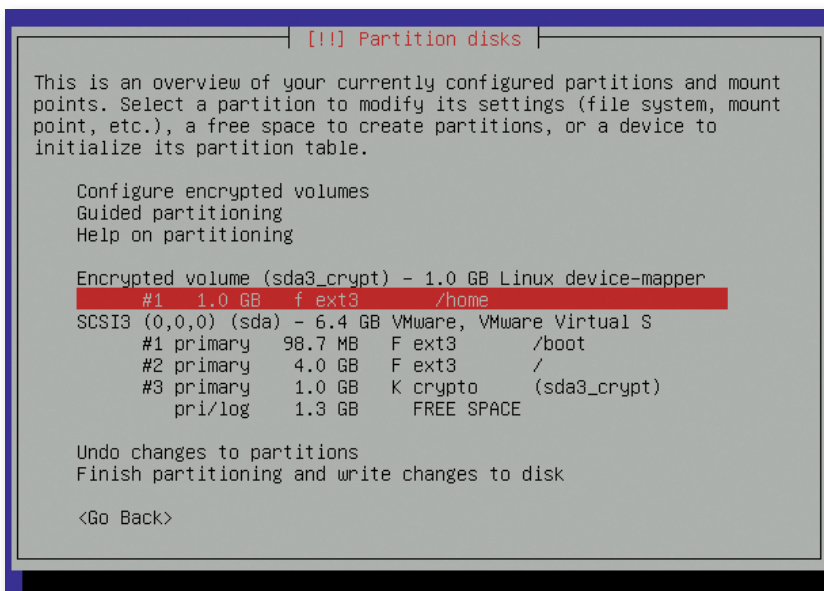 [!!] Partition disks
This is an overview of your currently configured partitions and mount
points. Select a partition to modify its settings (file system, mount
point, etc.), a free space to create partitions, or a device to
initialize its partition table.
Configure encrypted volumes
Guided partitioning
Help on partitioning
Encrypted volume (sda3_crypt) – 1.0 GB Linux device-mapper
#1 1.0 GB f ext3 /home
SCSI3 (0,0,0) (sda) – 6.4 GB VMware, VMware Virtual S
#1 primary 98.7 MB F ext3 /boot
#2 primary 4.0 GB F ext3 /
#3 primary 1.0 GB K crypto (sda3_crypt)
pri/log 1.3 GB FREE SPACE
Undo changes to partitions
Finish partitioning and write changes to disk
<Go Back>